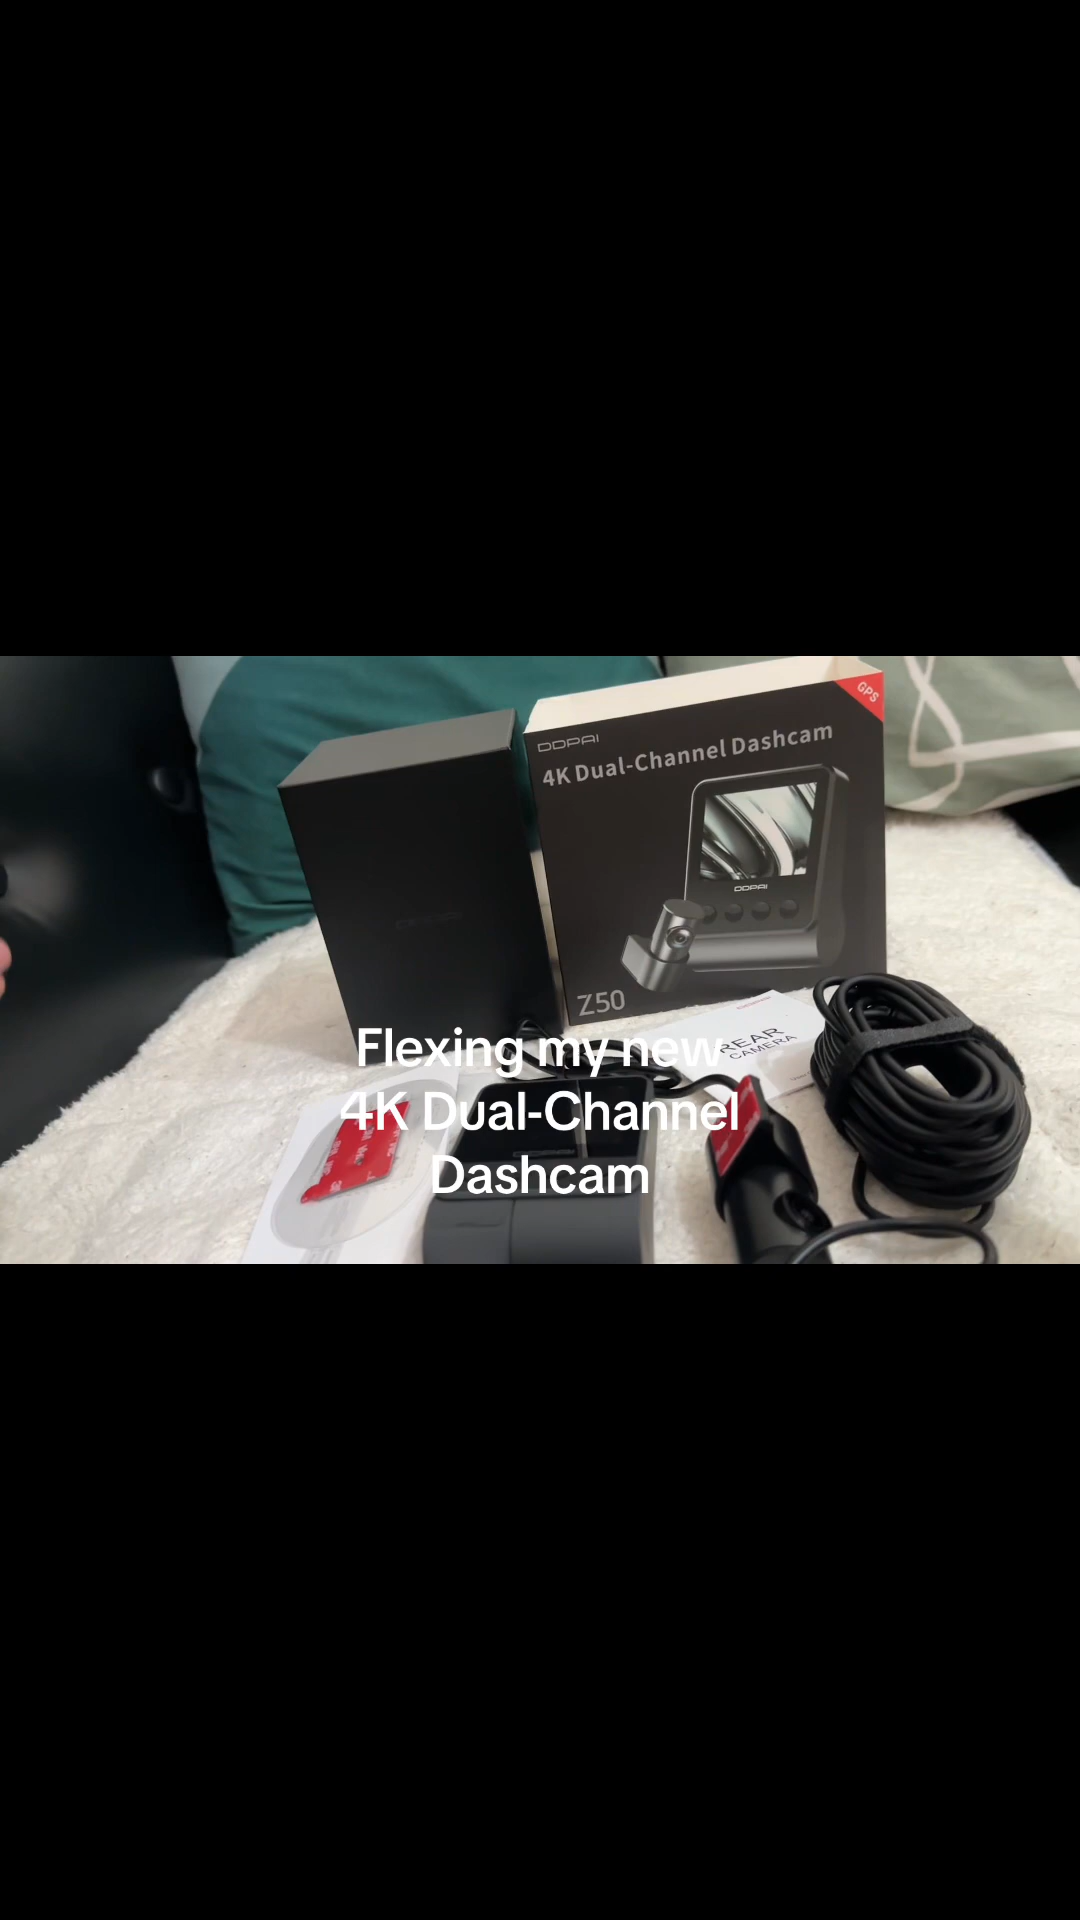 DDPAI
4K Dual-Channel Dashcam
GPS
DDPAI
Z50
REAR
CAMERA
Flexing my new
4K Dual-Channel
Dashcam